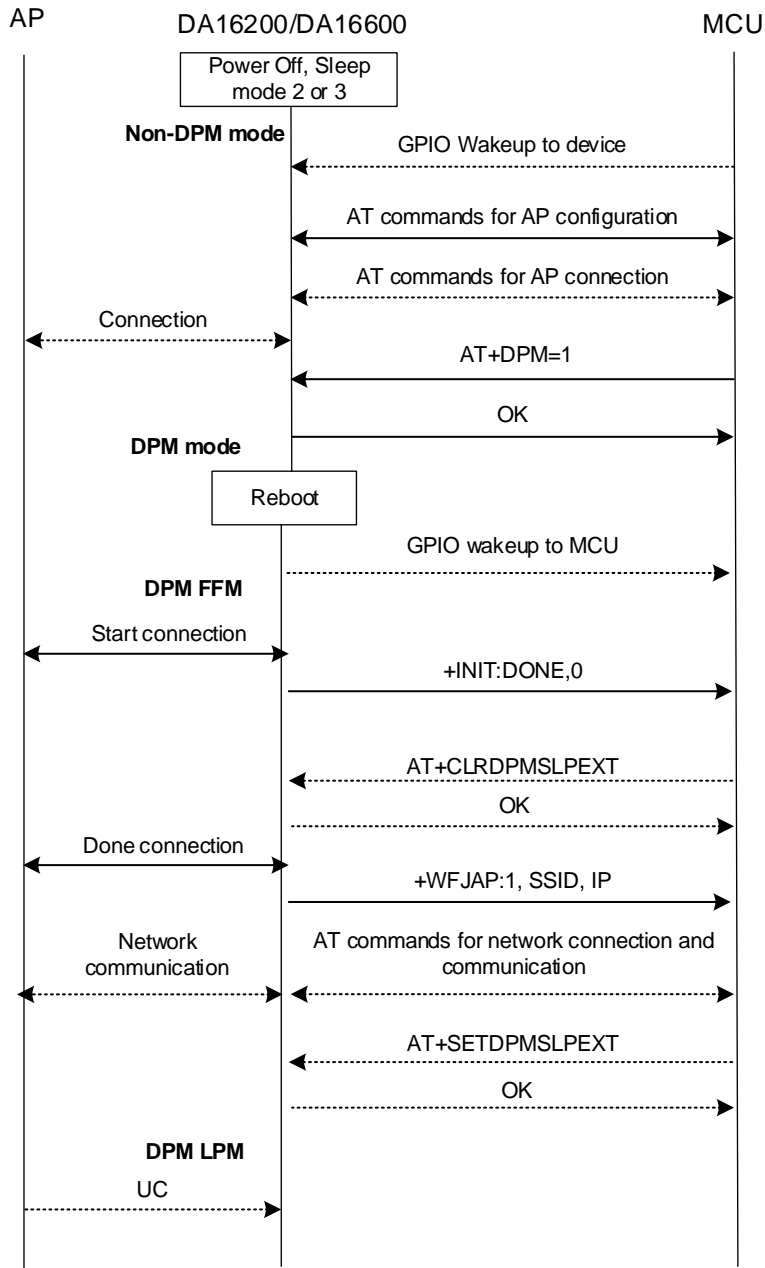 AP DA16200/DA16600 MCU
Power Off, Sleep
mode 2 or 3
Non-DPM mode
GPIO Wakeup to device
AT commands for AP configuration
AT commands for AP connection
Connection
AT+DPM=1
OK
DPM mode
Reboot
GPIO wakeup to MCU
DPM FFM
Start connection
+INIT:DONE,0
AT+CLRDPMSLPEXT
OK
Done connection
+WFJAP:1, SSID, IP
Network
communication
AT commands for network connection and
communication
AT+SETDPMSLPEXT
OK
DPM LPM
UC